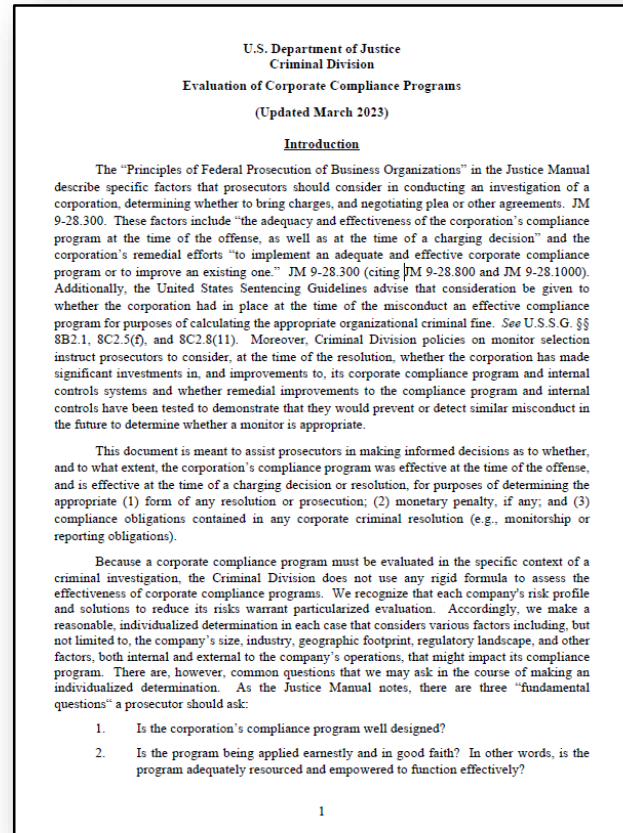 U.S. Department of Justice
Criminal Division
Evaluation of Corporate Compliance Programs
(Updated March 2023)
Introduction
The “Principles of Federal Prosecution of Business Organizations” in the Justice Manual
describe specific factors that prosecutors should consider in conducting an investigation of a
corporation, determining whether to bring charges, and negotiating plea or other agreements. JM
9-28.300. These factors include “the adequacy and effectiveness of the corporation’s compliance
program at the time of the offense, as well as at the time of a charging decision” and the
corporation’s remedial efforts “to implement an adequate and effective corporate compliance
program or to improve an existing one.” JM 9-28.300 (citing JM 9-28.800 and JM 9-28.1000).
Additionally, the United States Sentencing Guidelines advise that consideration be given to
whether the corporation had in place at the time of the misconduct an effective compliance
program for purposes of calculating the appropriate organizational criminal fine. See U.S.S.G. §§
8B2.1, 8C2.5(f), and 8C2.8(11). Moreover, Criminal Division policies on monitor selection
instruct prosecutors to consider, at the time of the resolution, whether the corporation has made
significant investments in, and improvements to, its corporate compliance program and internal
controls systems and whether remedial improvements to the compliance program and internal
controls have been tested to demonstrate that they would prevent or detect similar misconduct in
the future to determine whether a monitor is appropriate.
This document is meant to assist prosecutors in making informed decisions as to whether,
and to what extent, the corporation’s compliance program was effective at the time of the offense,
and is effective at the time of a charging decision or resolution, for purposes of determining the
appropriate (1) form of any resolution or prosecution; (2) monetary penalty, if any; and (3)
compliance obligations contained in any corporate criminal resolution (e.g., monitorship or
reporting obligations).
Because a corporate compliance program must be evaluated in the specific context of a
criminal investigation, the Criminal Division does not use any rigid formula to assess the
effectiveness of corporate compliance programs. We recognize that each company's risk profile
and solutions to reduce its risks warrant particularized evaluation. Accordingly, we make a
reasonable, individualized determination in each case that considers various factors including, but
not limited to, the company’s size, industry, geographic footprint, regulatory landscape, and other
factors, both internal and external to the company’s operations, that might impact its compliance
program. There are, however, common questions that we may ask in the course of making an
individualized determination. As the Justice Manual notes, there are three “fundamental
questions“ a prosecutor should ask:
1. Is the corporation’s compliance program well designed?
2. Is the program being applied earnestly and in good faith? In other words, is the
program adequately resourced and empowered to function effectively?
1